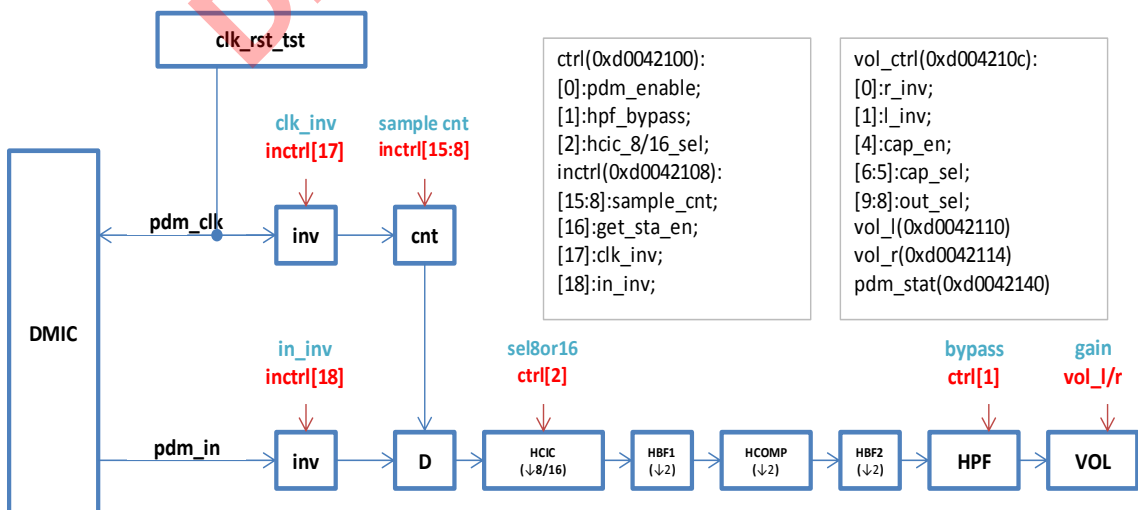 clk_rst_tst
ctrl(0xd0042100):
[0]:pdm_enable;
[1]:hpf_bypass;
[2]:hcic_8/16_sel;
inctrl(0xd0042108):
[15:8]:sample_cnt;
[16]:get_sta_en;
[17]:clk_inv;
[18]:in_inv;
vol_ctrl(0xd004210c):
[0]:r_inv;
[1]:l_inv;
[4]:cap_en;
[6:5]:cap_sel;
[9:8]:out_sel;
vol_l(0xd0042110)
vol_r(0xd0042114)
pdm_stat(0xd0042140)
clk_inv
inctrl[17]
sample cnt
inctrl[15:8]
pdm_clk
inv
cnt
DMIC
in_inv
inctrl[18]
sel8or16
ctrl[2]
bypass
ctrl[1]
gain
vol_l/r
pdm_in
inv
D
HCIC
(↓8/16)
HBF1
(↓2)
HCOMP
(↓2)
HBF2
(↓2)
HPF
VOL